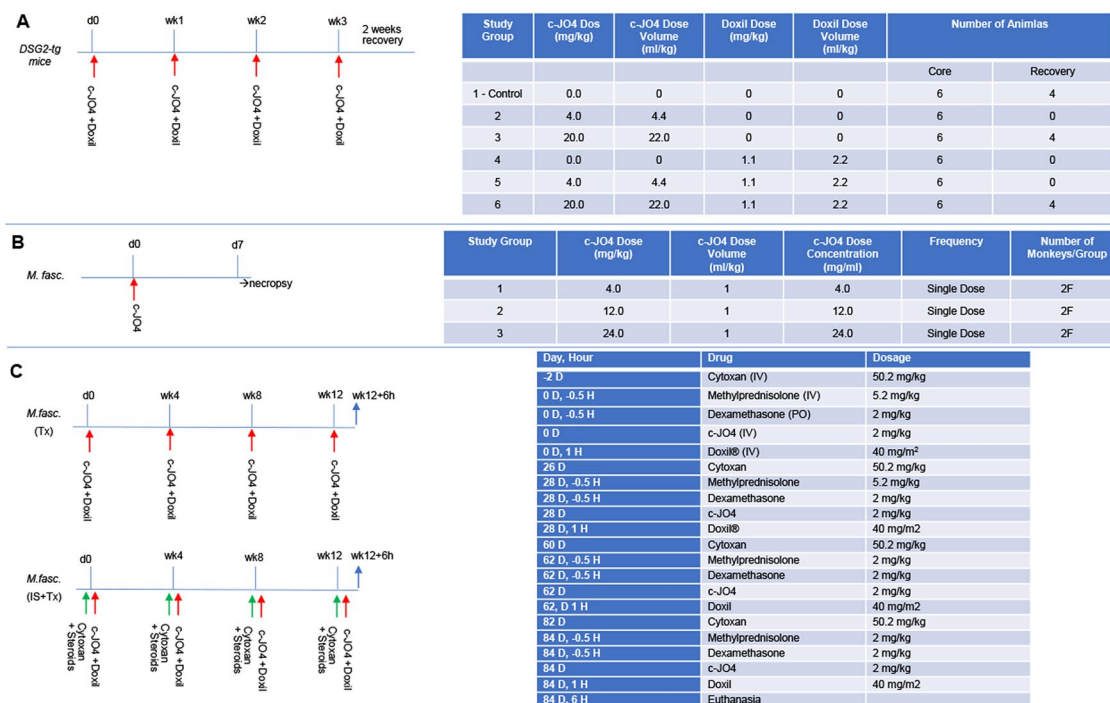 A
d0 wk1 wk2 wk3
2 weeks
recovery
DSG2-tg
mice
c-JO4 +Doxil c-JO4 +Doxil c-JO4 +Doxil c-JO4 +Doxil
Study Group c-JO4 Dos (mg/kg) c-JO4 Dose Volume (ml/kg) Doxil Dose (mg/kg) Doxil Dose Volume (ml/kg) Number of Animlas
Core Recovery
1 - Control 0.0 0 0 0 6 4
2 4.0 4.4 0 0 6 0
3 20.0 22.0 0 0 6 4
4 0.0 0 1.1 2.2 6 0
5 4.0 4.4 1.1 2.2 6 0
6 20.0 22.0 1.1 2.2 6 4
B
d0 d7
M. fasc.
→necropsy
c-JO4
Study Group c-JO4 Dose (mg/kg) c-JO4 Dose Volume (ml/kg) c-JO4 Dose Concentration (mg/ml) Frequency Number of Monkeys/Group
1 4.0 1 4.0 Single Dose 2F
2 12.0 1 12.0 Single Dose 2F
3 24.0 1 24.0 Single Dose 2F
C
d0 wk4 wk8 wk12 wk12+6h
M.fasc.
(Tx)
c-JO4 +Doxil c-JO4 +Doxil c-JO4 +Doxil c-JO4 +Doxil
d0 wk4 wk8 wk12 wk12+6h
M.fasc.
(IS+Tx)
Cytoxan + Steroids c-JO4 +Doxil Cytoxan + Steroids c-JO4 +Doxil Cytoxan + Steroids c-JO4 +Doxil Cytoxan + Steroids c-JO4 +Doxil
Day, Hour Drug Dosage
-2 D Cytoxan (IV) 50.2 mg/kg
0 D, -0.5 H Methylprednisolone (IV) 5.2 mg/kg
0 D, -0.5 H Dexamethasone (PO) 2 mg/kg
0 D c-JO4 (IV) 2 mg/kg
0 D, 1 H Doxil® (IV) 40 mg/m²
26 D Cytoxan 50.2 mg/kg
28 D, -0.5 H Methylprednisolone 5.2 mg/kg
28 D, -0.5 H Dexamethasone 2 mg/kg
28 D c-JO4 2 mg/kg
28 D, 1 H Doxil® 40 mg/m2
60 D Cytoxan 50.2 mg/kg
62 D, -0.5 H Methylprednisolone 2 mg/kg
62 D, -0.5 H Dexamethasone 2 mg/kg
62 D c-JO4 2 mg/kg
62, D 1 H Doxil 40 mg/m2
82 D Cytoxan 50.2 mg/kg
84 D, -0.5 H Methylprednisolone 2 mg/kg
84 D, -0.5 H Dexamethasone 2 mg/kg
84 D c-JO4 2 mg/kg
84 D, 1 H Doxil 40 mg/m2
84 D, 6 H Euthanasia